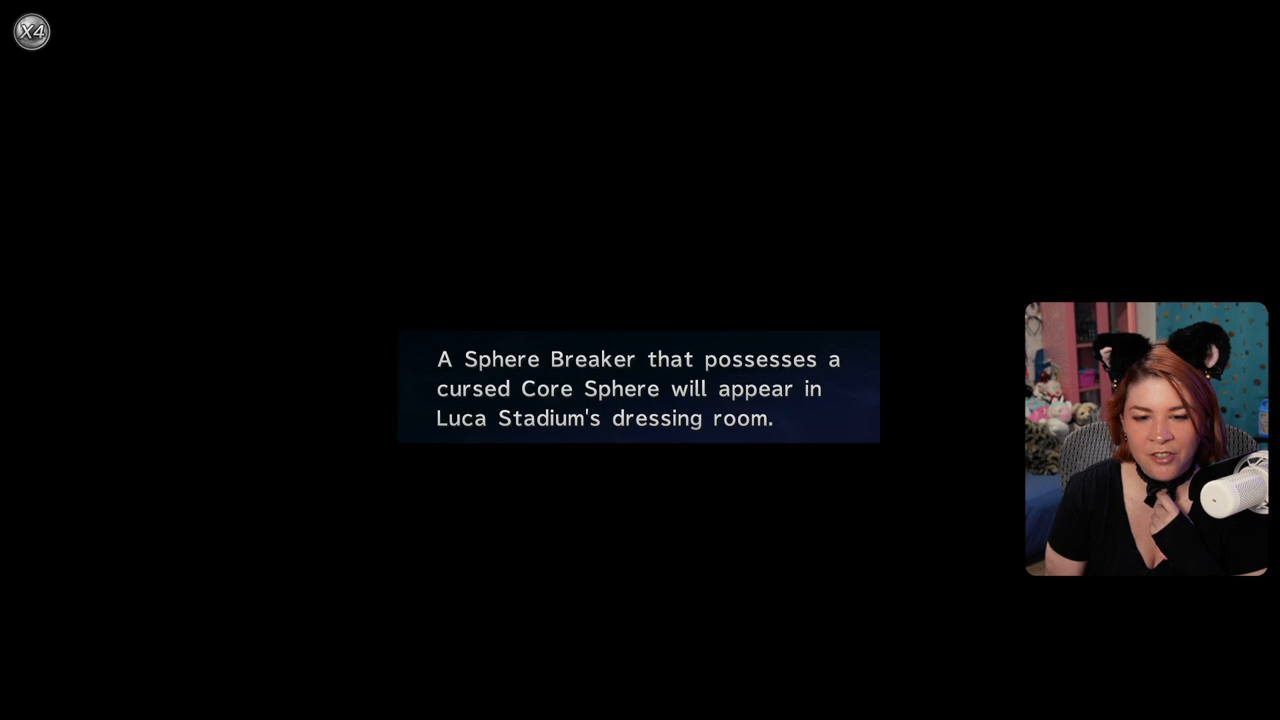 X4
A Sphere Breaker that possesses a
cursed Core Sphere will appear in
Luca Stadium's dressing room.